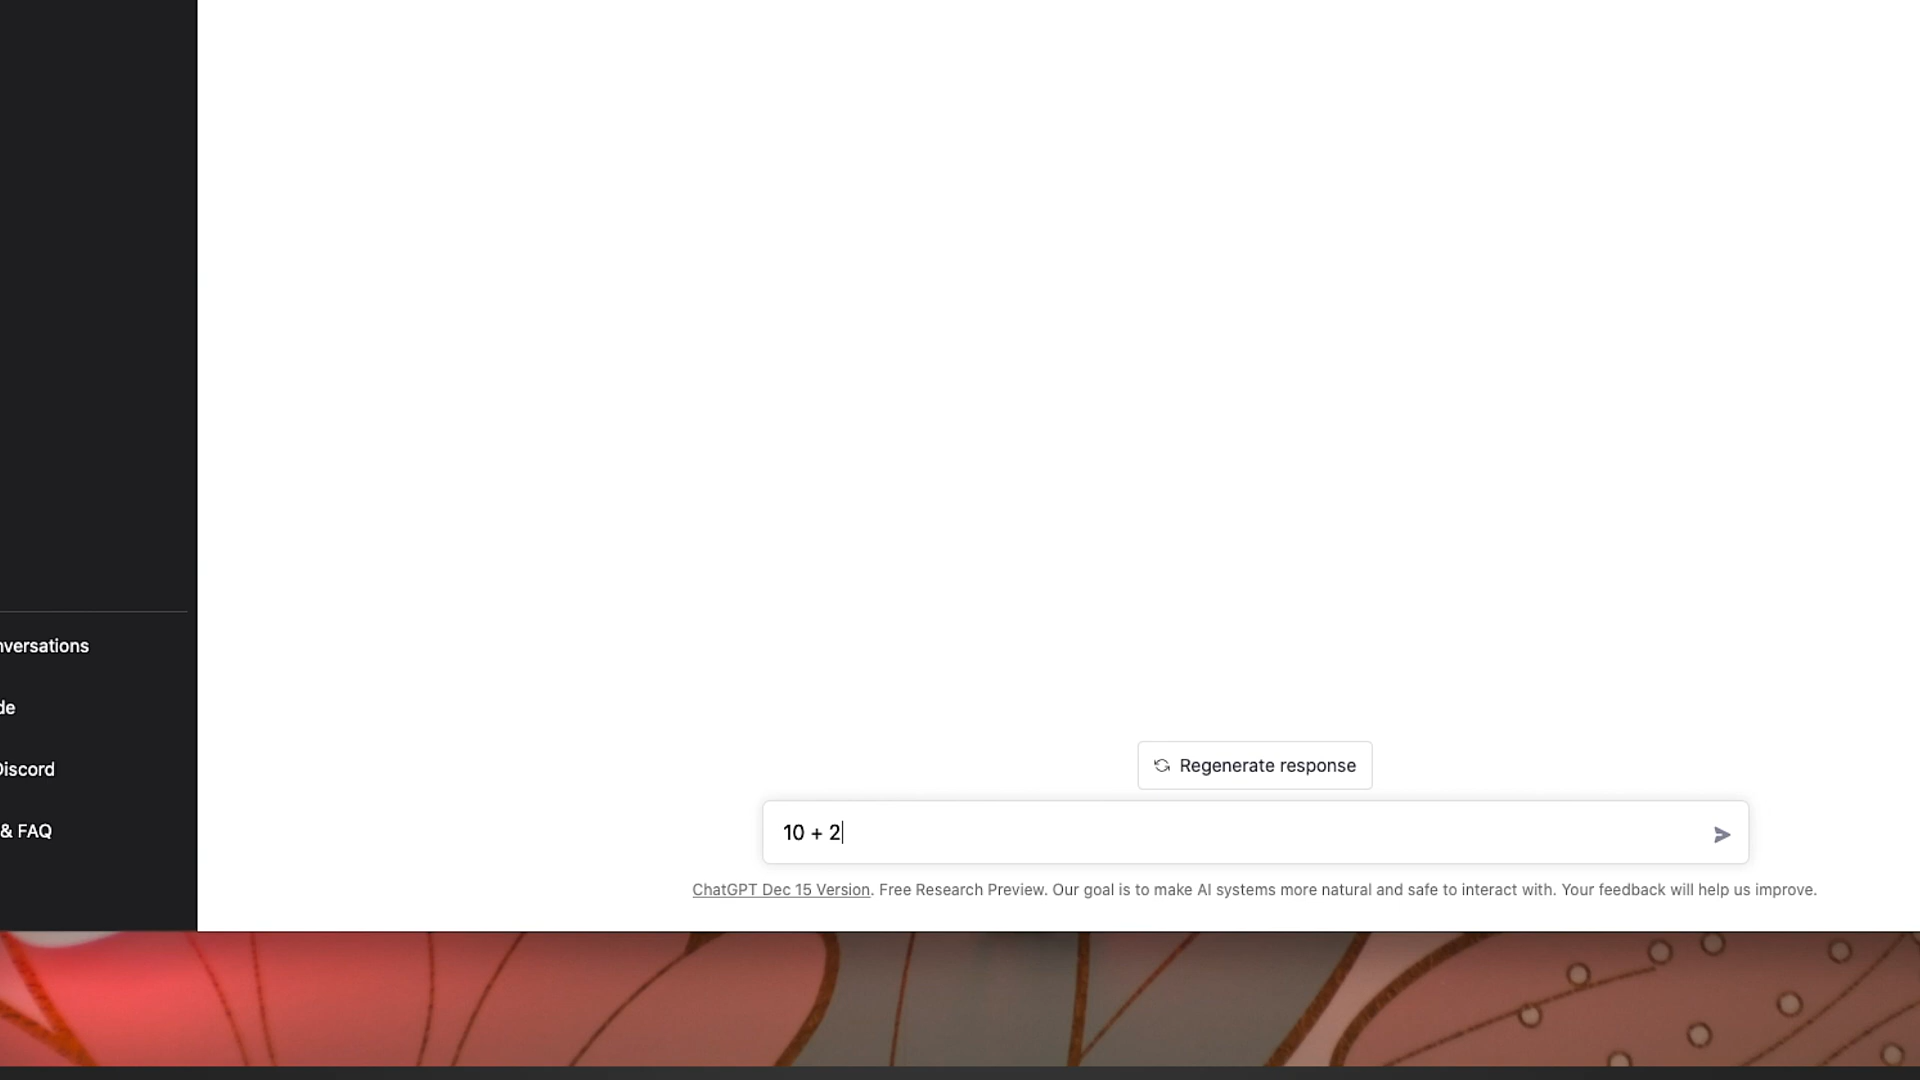 nversations
de
Discord
& FAQ
Regenerate response
10 + 2
ChatGPT Dec 15 Version. Free Research Preview. Our goal is to make AI systems more natural and safe to interact with. Your feedback will help us improve.